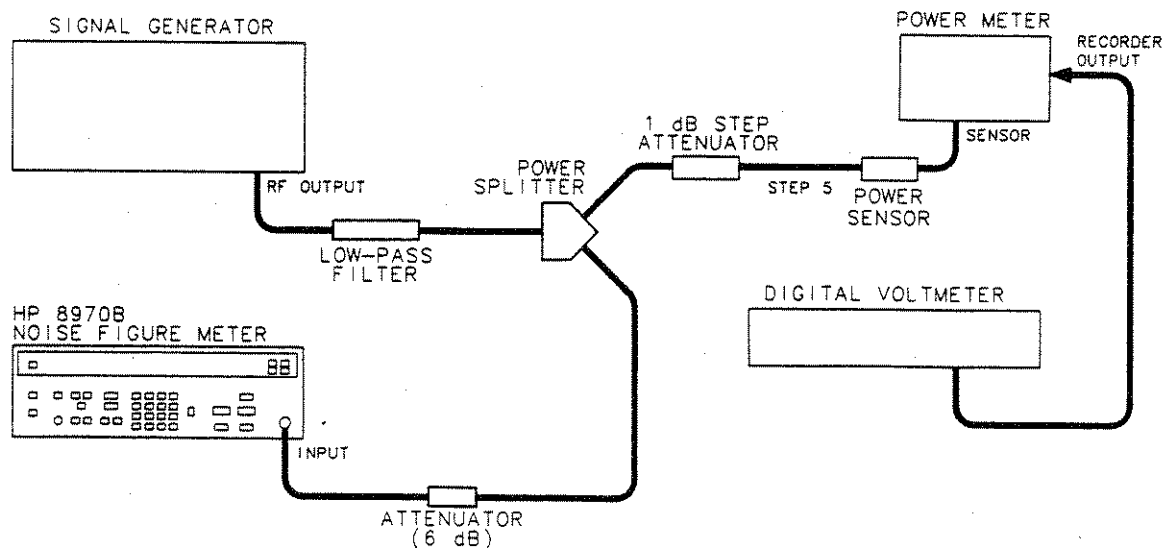 SIGNAL GENERATOR
POWER METER
RECORDER
OUTPUT
1 dB STEP
ATTENUATOR
SENSOR
POWER
SPLITTER
RF OUTPUT
STEP 5
POWER
SENSOR
LOW-PASS
FILTER
DIGITAL VOLTMETER
HP 8970B
NOISE FIGURE METER
88
INPUT
ATTENUATOR
(6 dB)